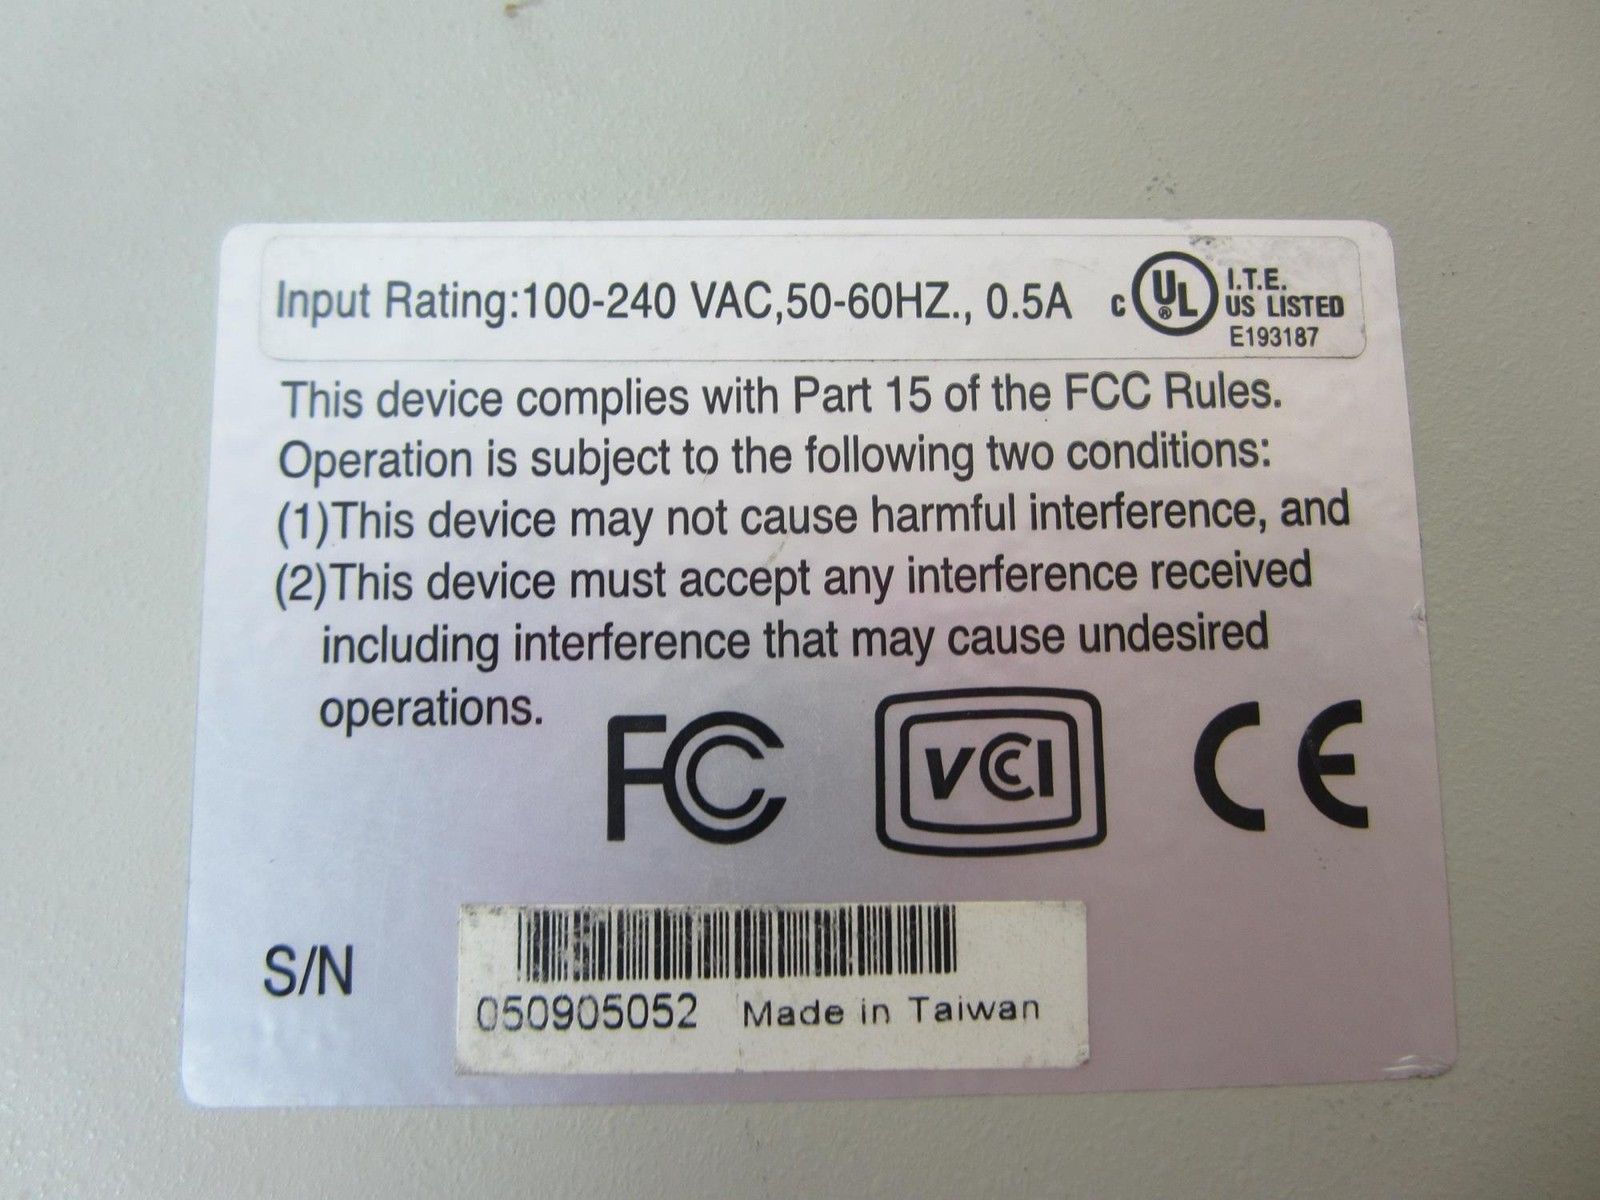 Input Rating:100-240 VAC,50-60HZ., 0.5A
C UL ® US LISTED
I.T.E.
E193187
This device complies with Part 15 of the FCC Rules.
Operation is subject to the following two conditions:
(1)This device may not cause harmful interference, and
(2)This device must accept any interference received
including interference that may cause undesired
operations.
FCC
VCCI
CE
S/N
050905052 Made in Taiwan